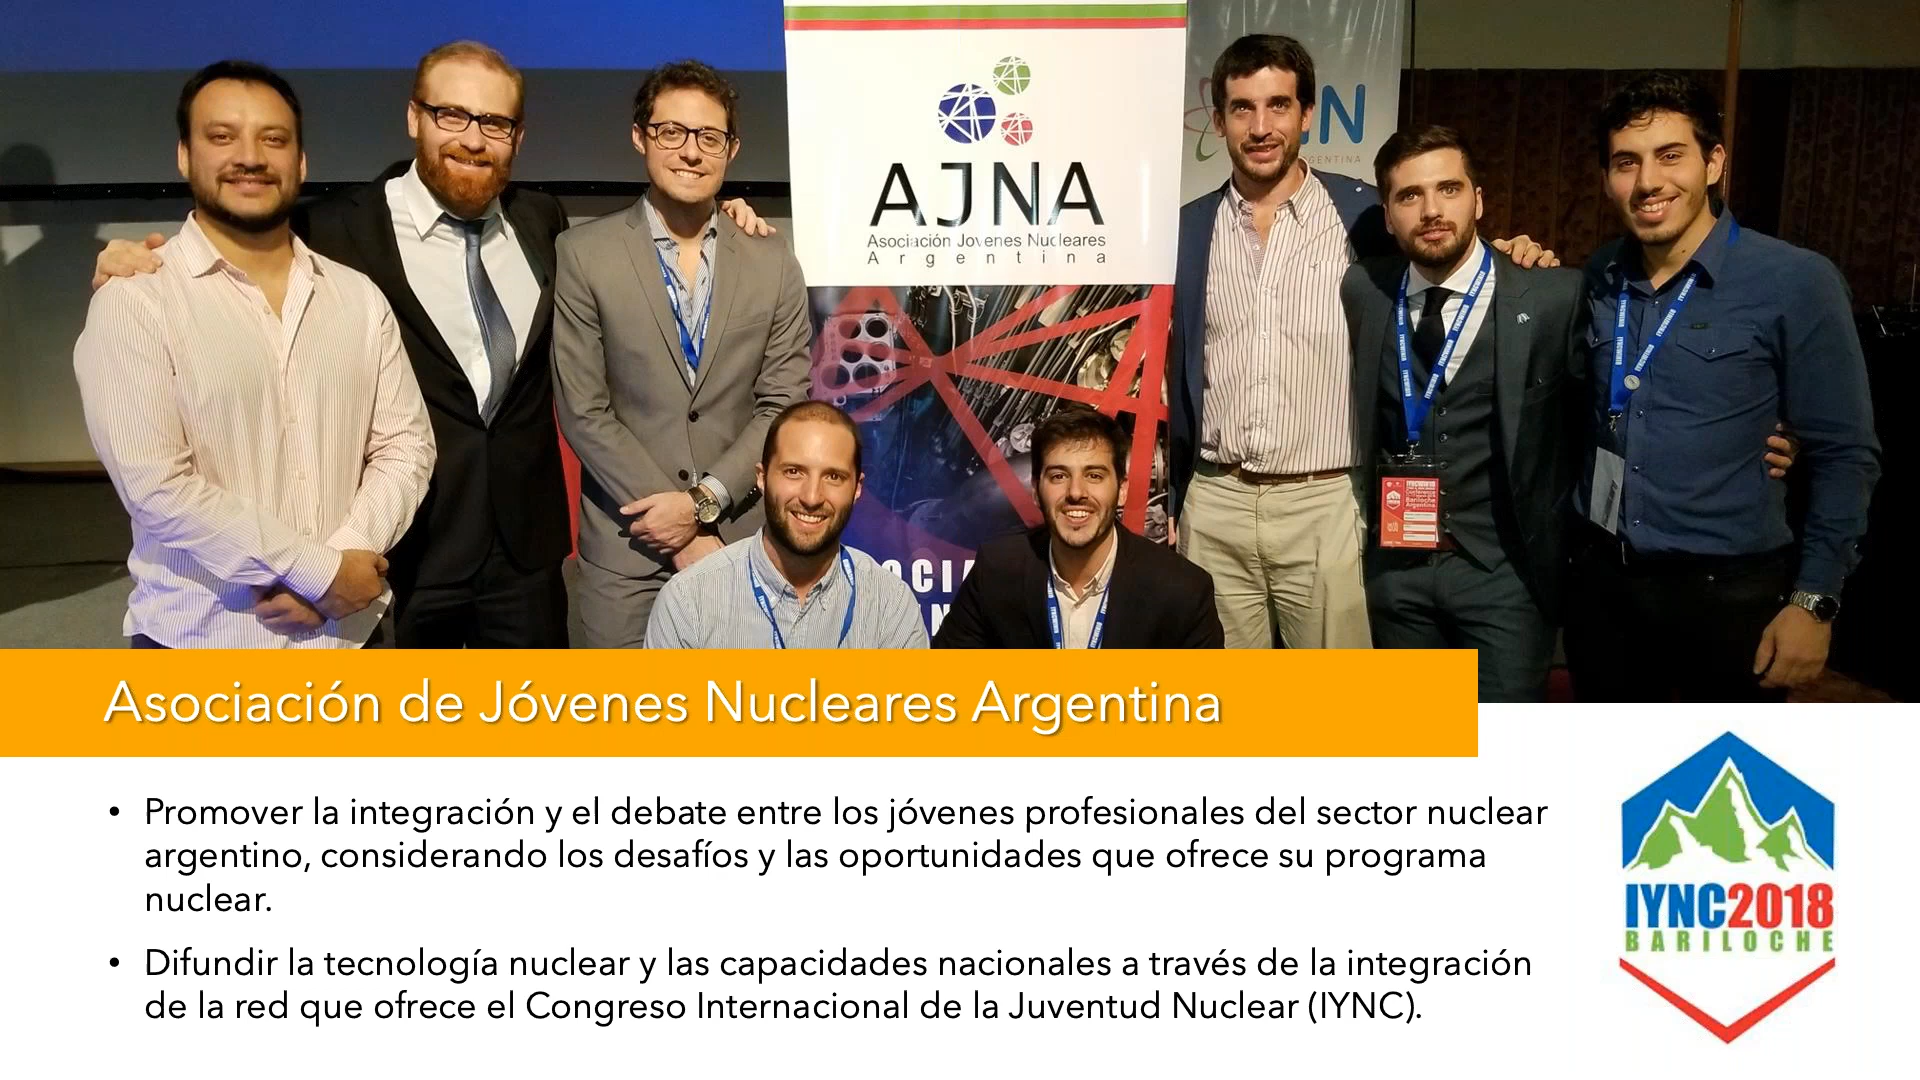 AJNA
Asociación Jovenes Nucleares
Argentina
Asociación de Jóvenes Nucleares Argentina
• Promover la integración y el debate entre los jóvenes profesionales del sector nuclear
argentino, considerando los desafíos y las oportunidades que ofrece su programa
nuclear.
• Difundir la tecnología nuclear y las capacidades nacionales a través de la integración
de la red que ofrece el Congreso Internacional de la Juventud Nuclear (IYNC).
IYNC2018
BARILOCHE